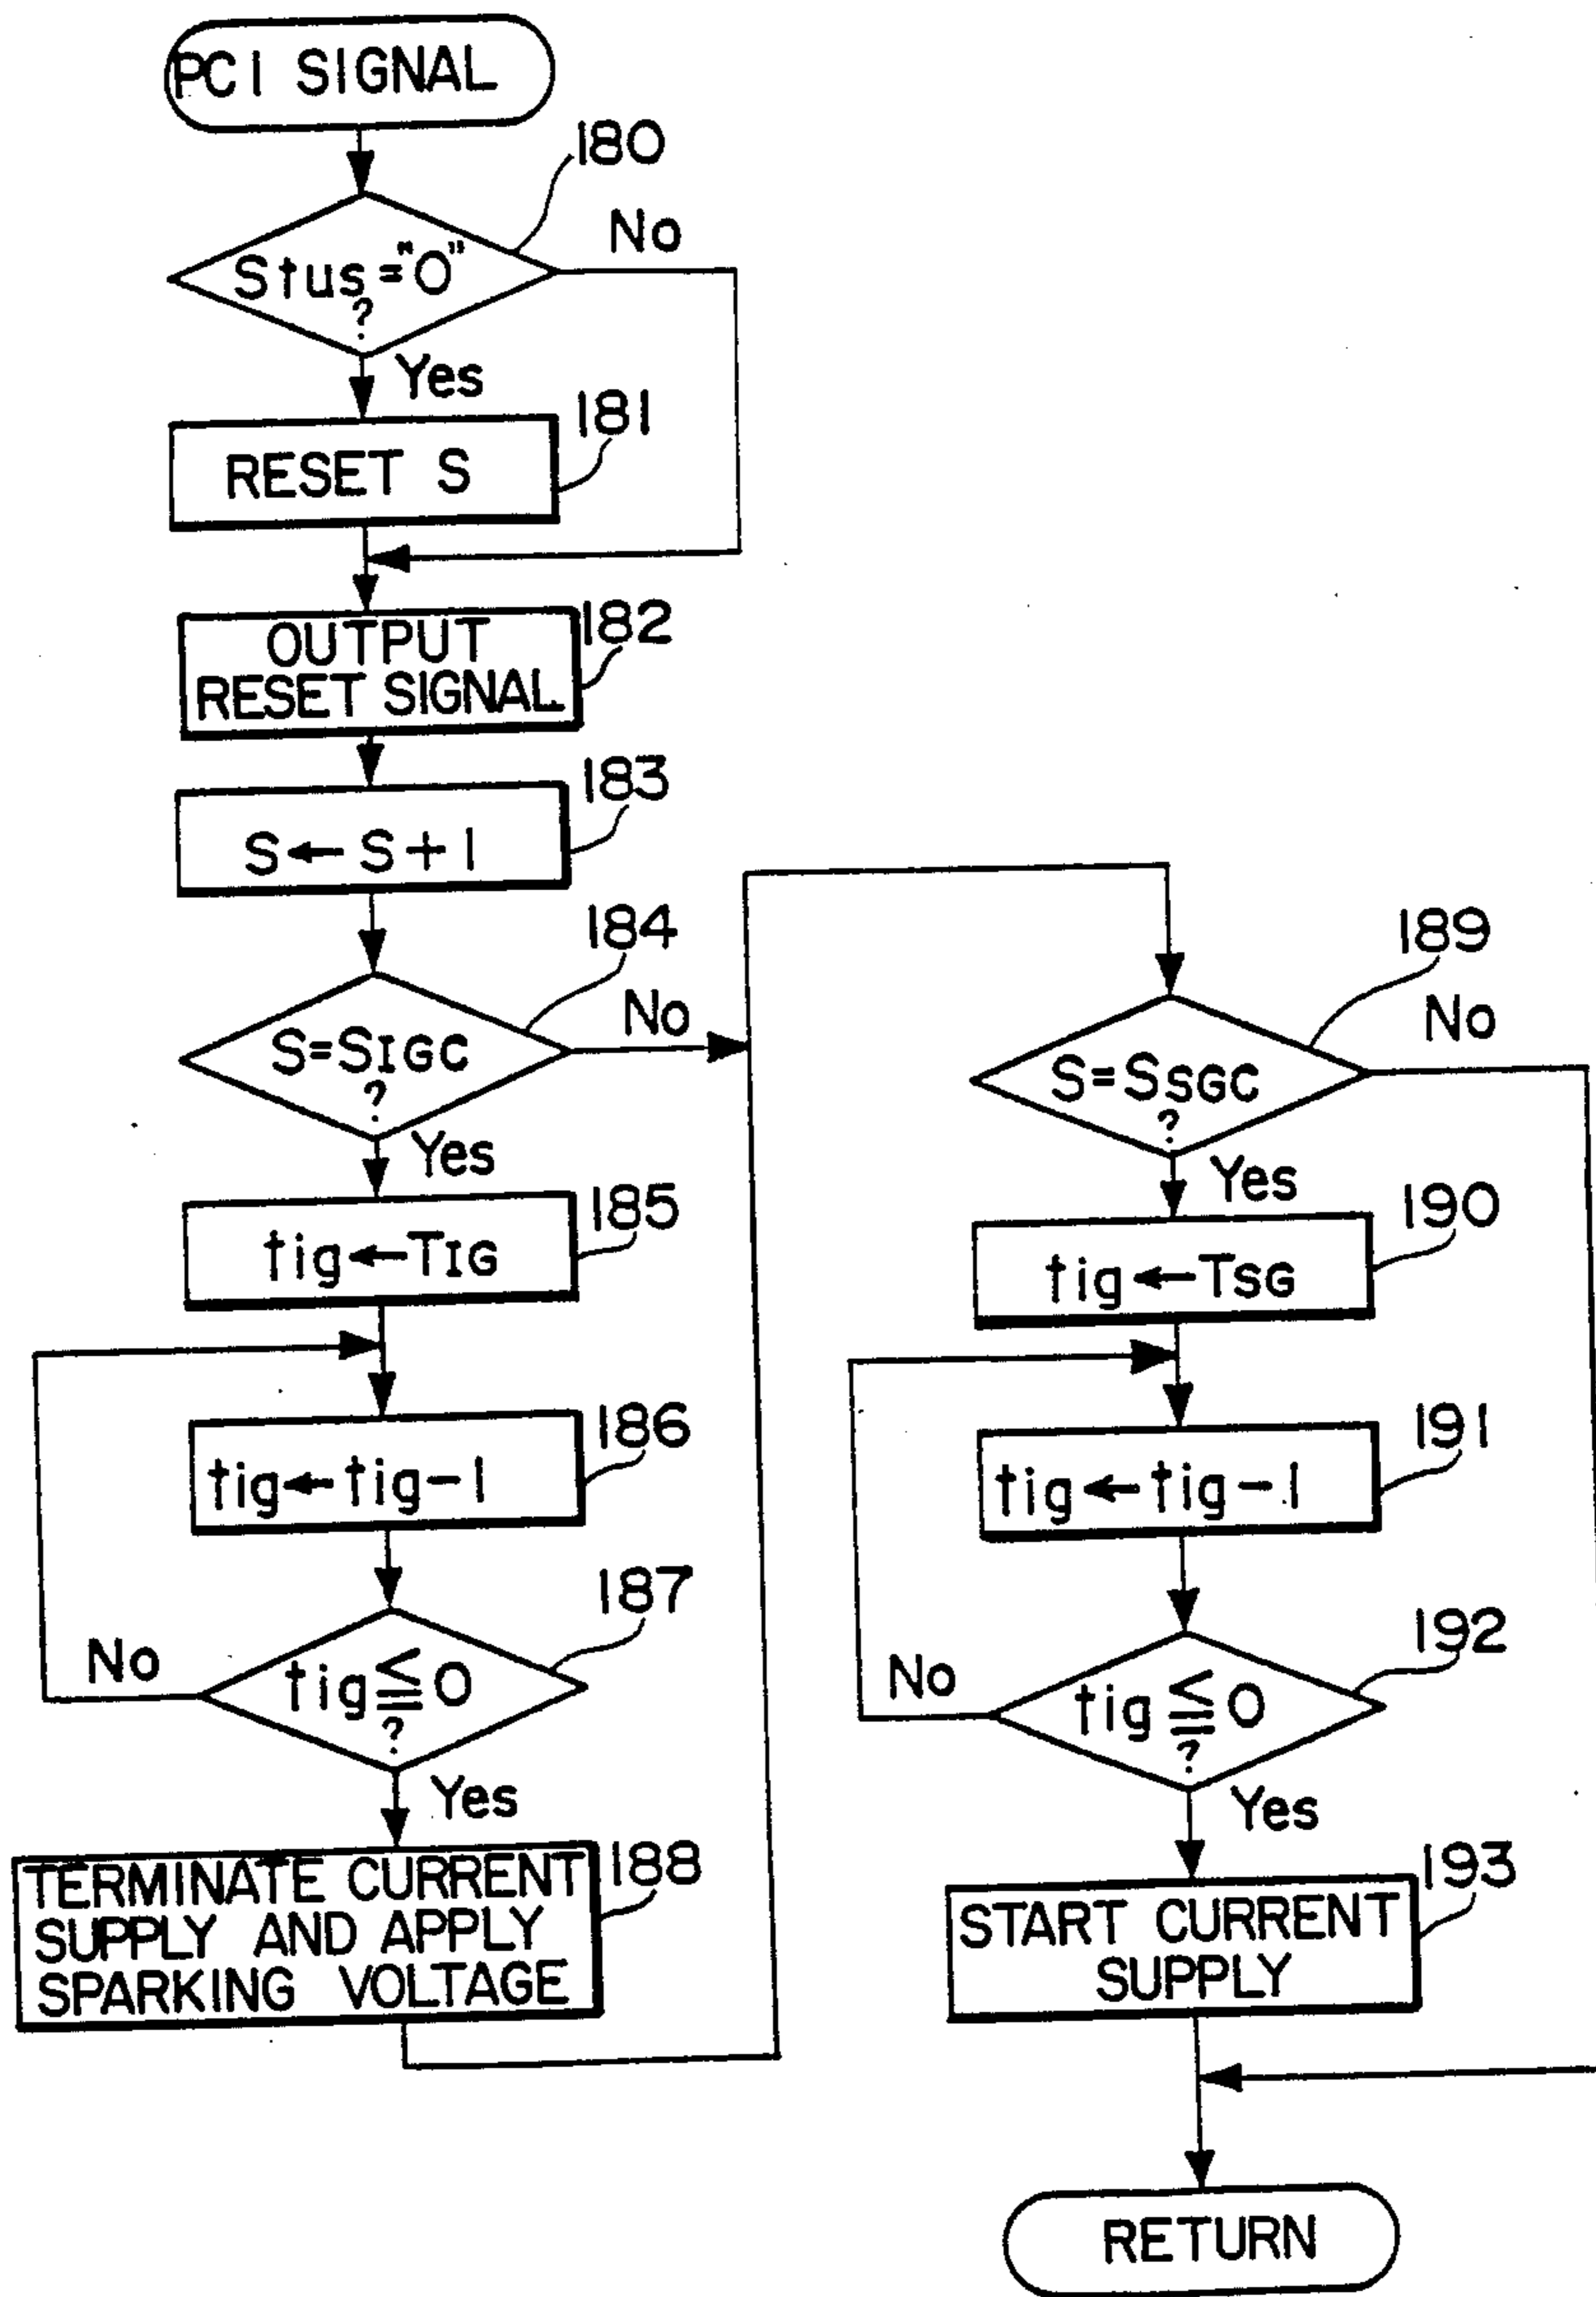 PCI SIGNAL
180
Stus="0"
?
No
Yes
181
RESET S
182
OUTPUT
RESET SIGNAL
183
S←S+1
184
S=SIGC
?
No
Yes
185
tig←TIG
186
tig←tig-1
187
tig≦0
?
No
Yes
188
TERMINATE CURRENT
SUPPLY AND APPLY
SPARKING VOLTAGE
189
S=SSGC
?
No
Yes
190
tig←TSG
191
tig←tig-1
192
tig≦0
?
No
Yes
193
START CURRENT
SUPPLY
RETURN